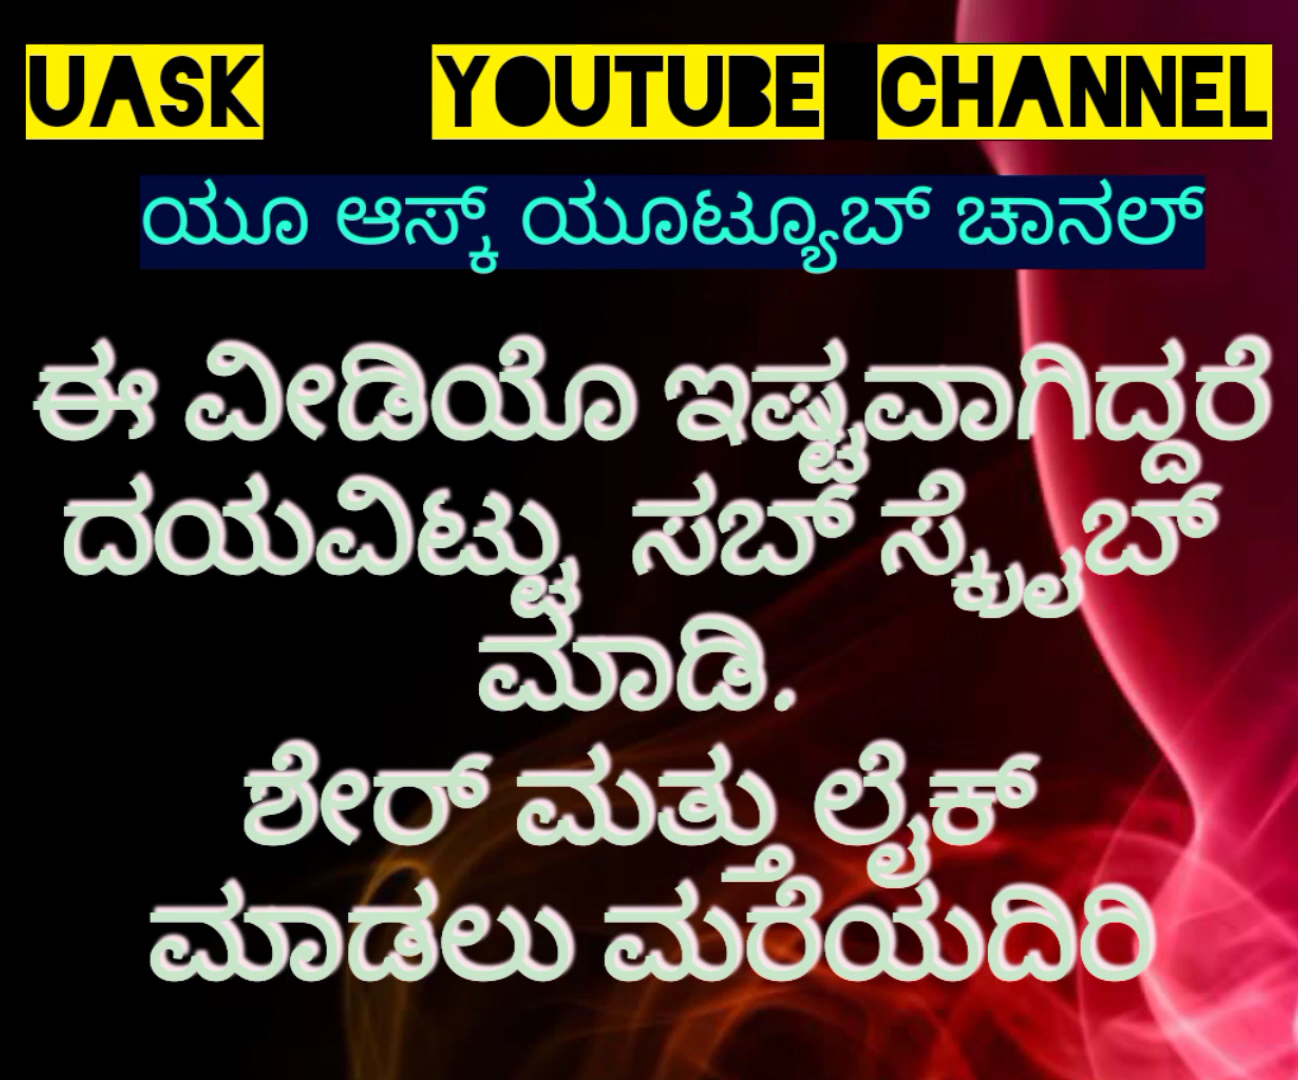 UASK YOUTUBE CHANNEL
ಯೂ ಆಸ್ಕ್ ಯೂಟ್ಯೂಬ್ ಚಾನಲ್
ಈ ವೀಡಿಯೊ ಇಷ್ಟವಾಗಿದ್ದರೆ
ದಯವಿಟ್ಟು ಸಬ್ ಸ್ಕ್ರೈಬ್
ಮಾಡಿ.
ಶೇರ್ ಮತ್ತು ಲೈಕ್
ಮಾಡಲು ಮರೆಯದಿರಿ